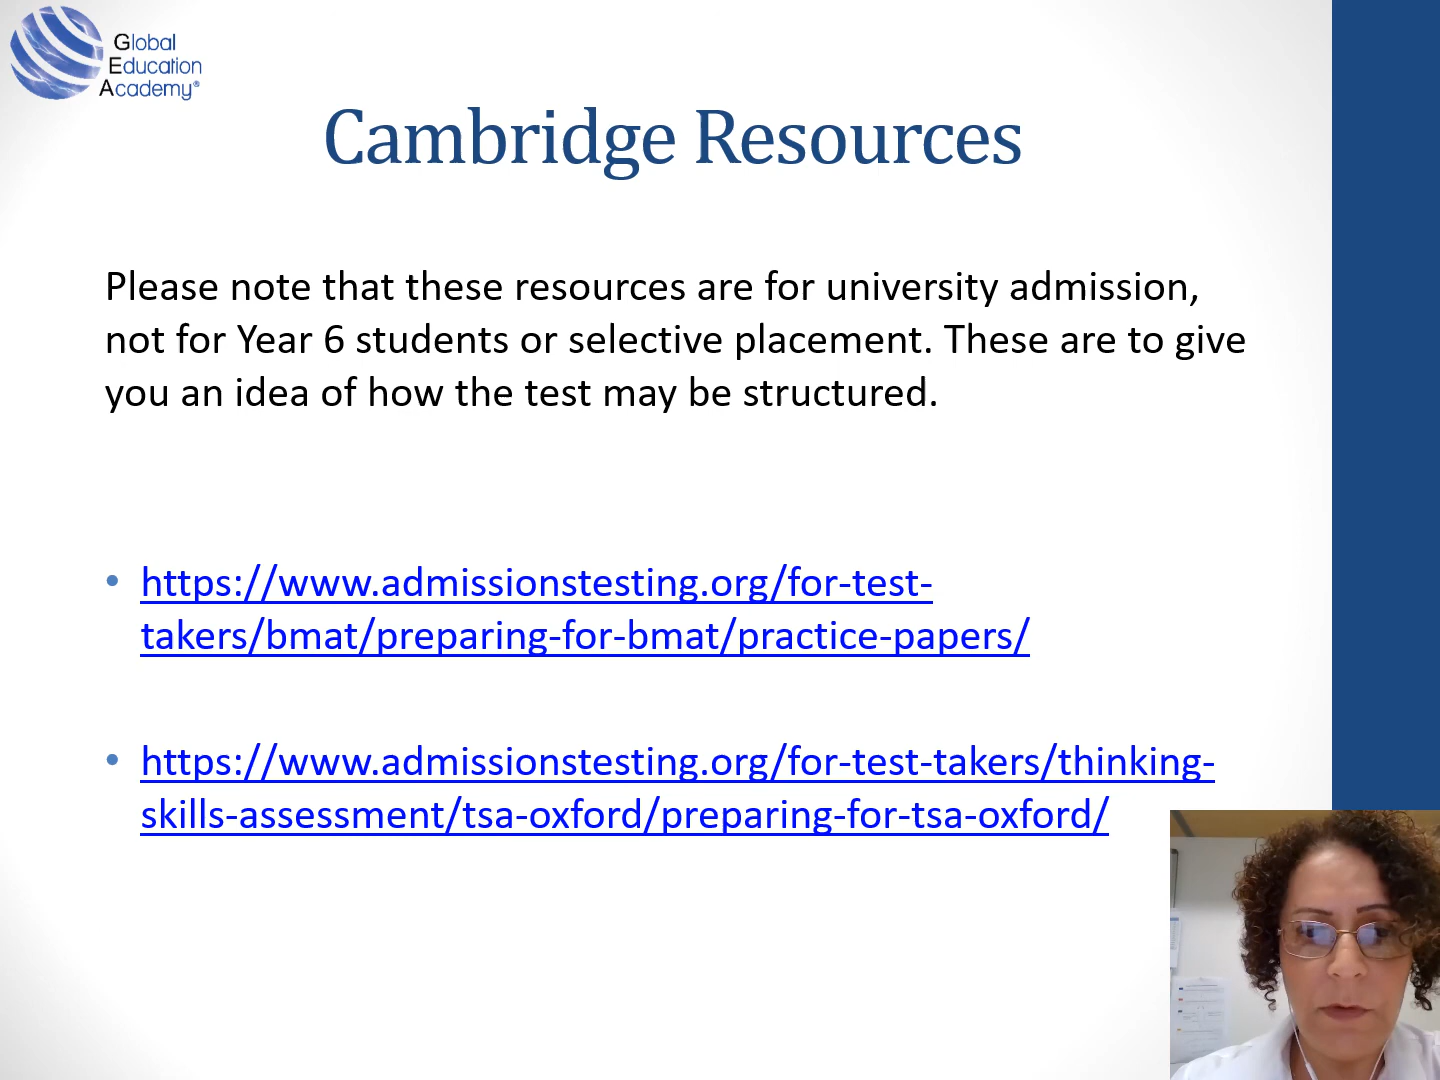 Global
Education
Academy®
Cambridge Resources
Please note that these resources are for university admission,
not for Year 6 students or selective placement. These are to give
you an idea of how the test may be structured.
• https://www.admissionstesting.org/for-test-
takers/bmat/preparing-for-bmat/practice-papers/
• https://www.admissionstesting.org/for-test-takers/thinking-
skills-assessment/tsa-oxford/preparing-for-tsa-oxford/